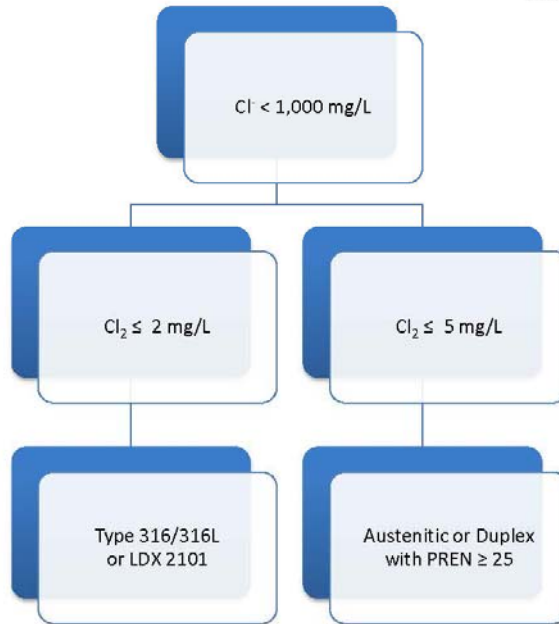 Cl⁻ < 1,000 mg/L
Cl₂ ≤ 2 mg/L
Cl₂ ≤ 5 mg/L
Type 316/316L
or LDX 2101
Austenitic or Duplex
with PREN ≥ 25